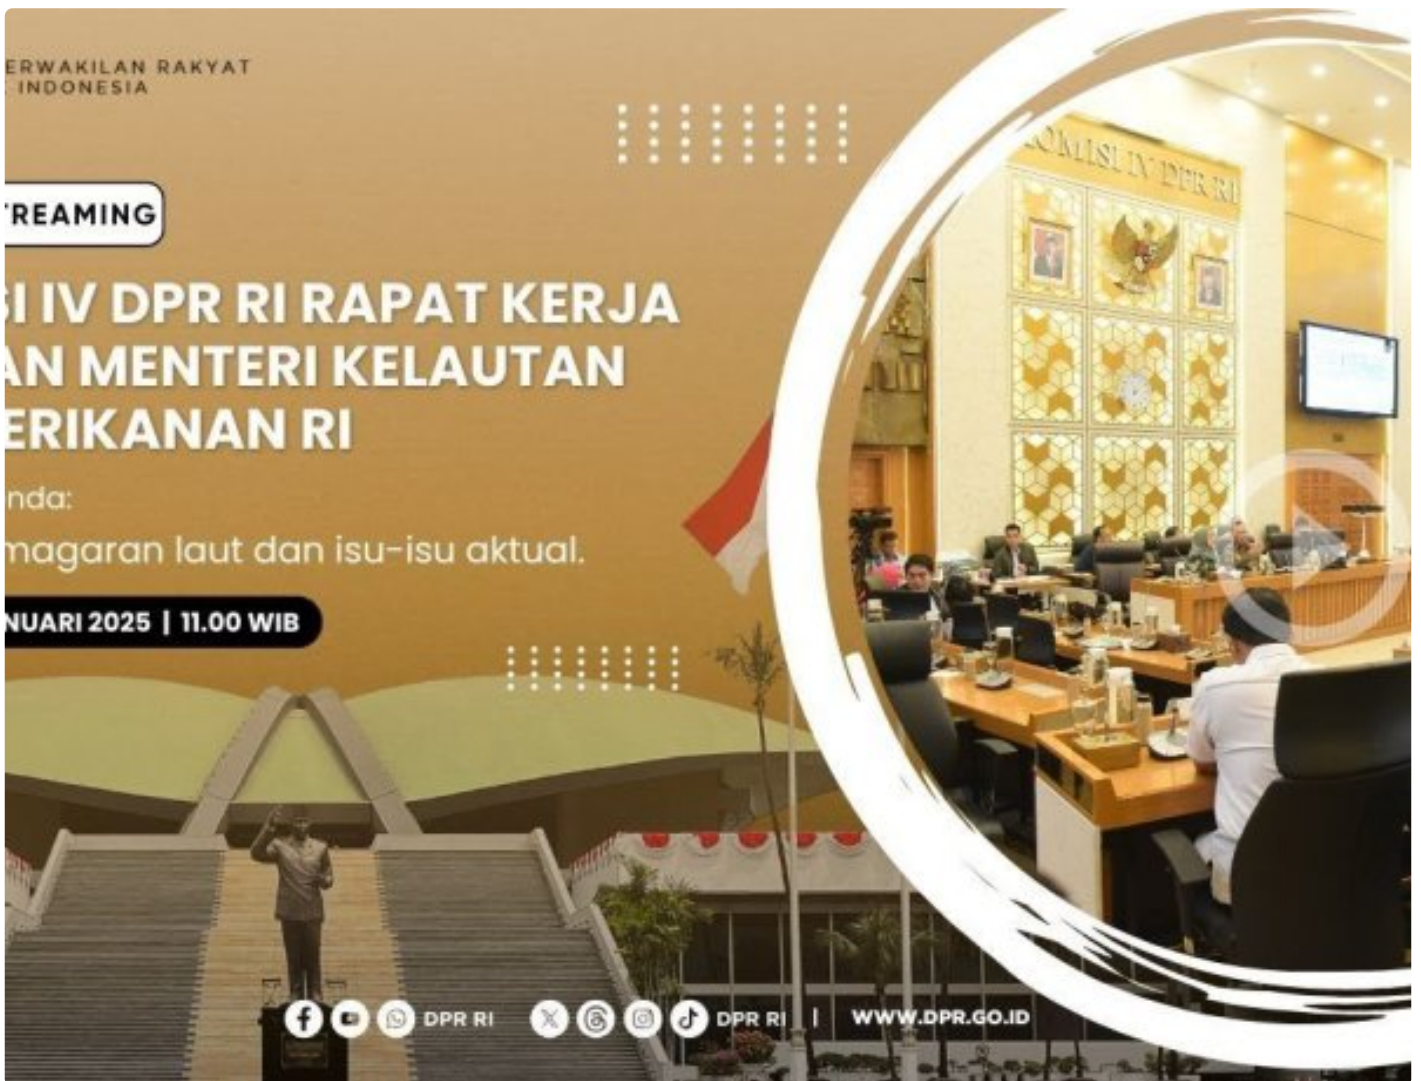 ERWAKILAN RAKYAT
INDONESIA
TREAMING
SI IV DPR RI RAPAT KERJA
AN MENTERI KELAUTAN
ERIKANAN RI
nda:
magaran laut dan isu-isu aktual.
NUARI 2025 | 11.00 WIB
KOMISI IV DPR RI
DPR RI
DPR RI | WWW.DPR.GO.ID